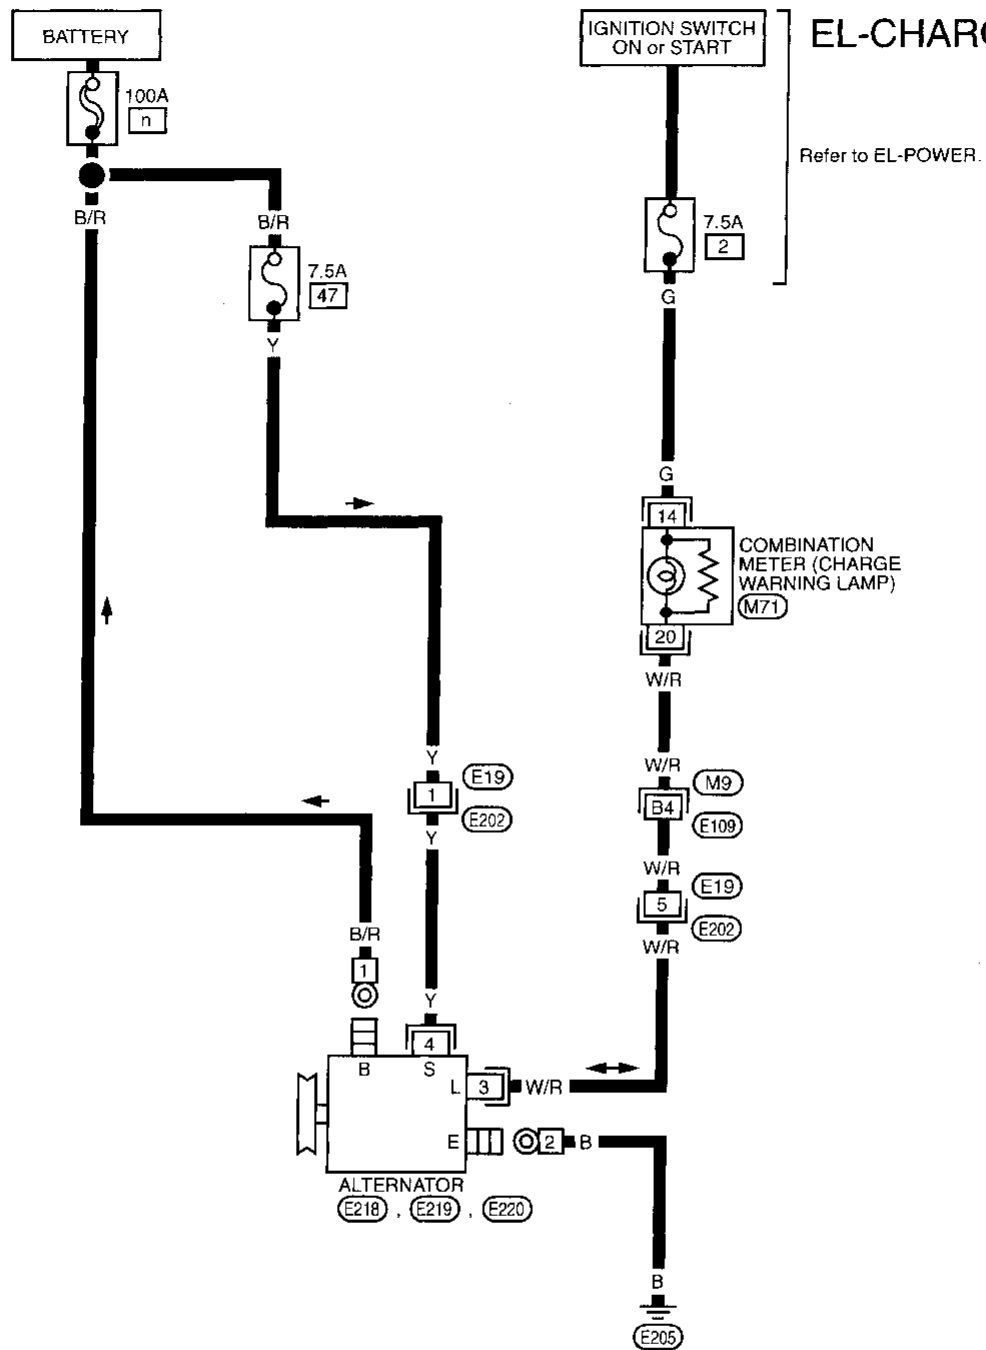 BATTERY
IGNITION SWITCH
ON or START
EL-CHARG
100A
n
Refer to EL-POWER.
B/R
B/R
7.5A
2
7.5A
47
G
Y
G
14
COMBINATION
METER (CHARGE
WARNING LAMP)
M71
20
W/R
Y
W/R
E19
M9
1
B4
E202
E109
Y
W/R
E19
5
E202
B/R
W/R
1
Y
4
B
S
L
3
W/R
E
2
B
ALTERNATOR
E218 , E219 , E220
B
E205